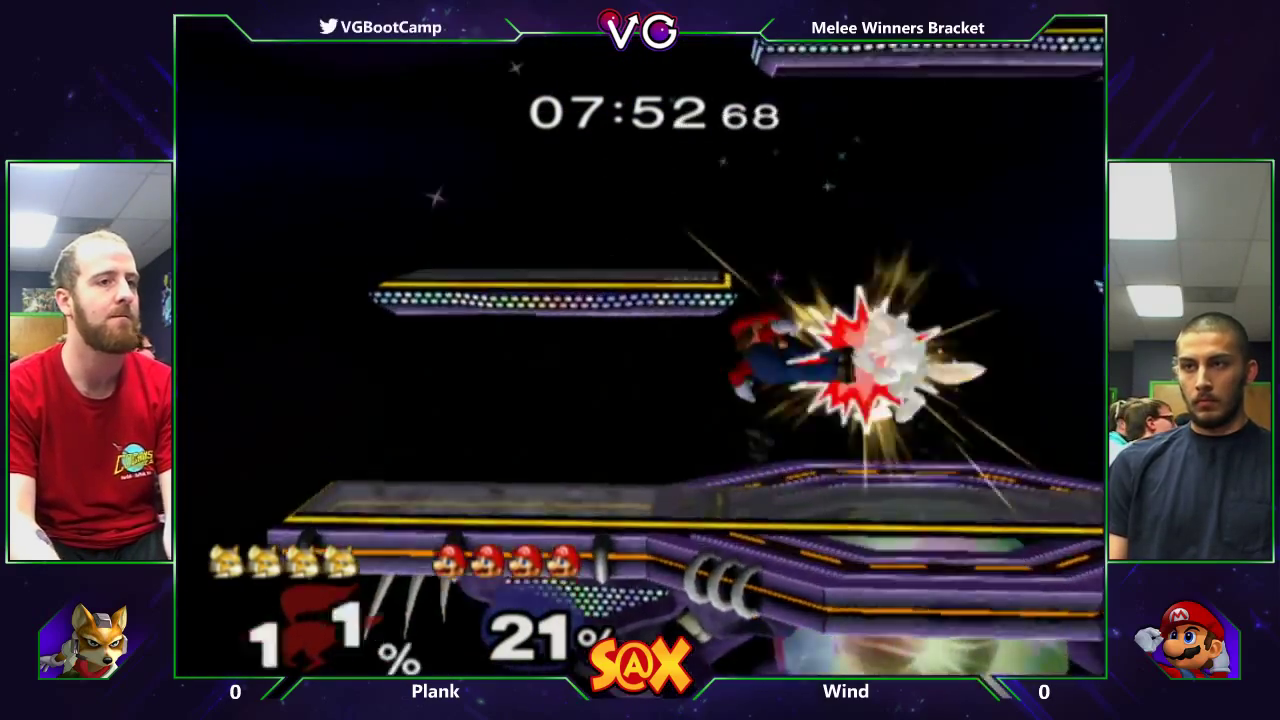 VGBootCamp
VG
Melee Winners Bracket
07:52 68
11%
21%
S@X
0
Plank
Wind
0